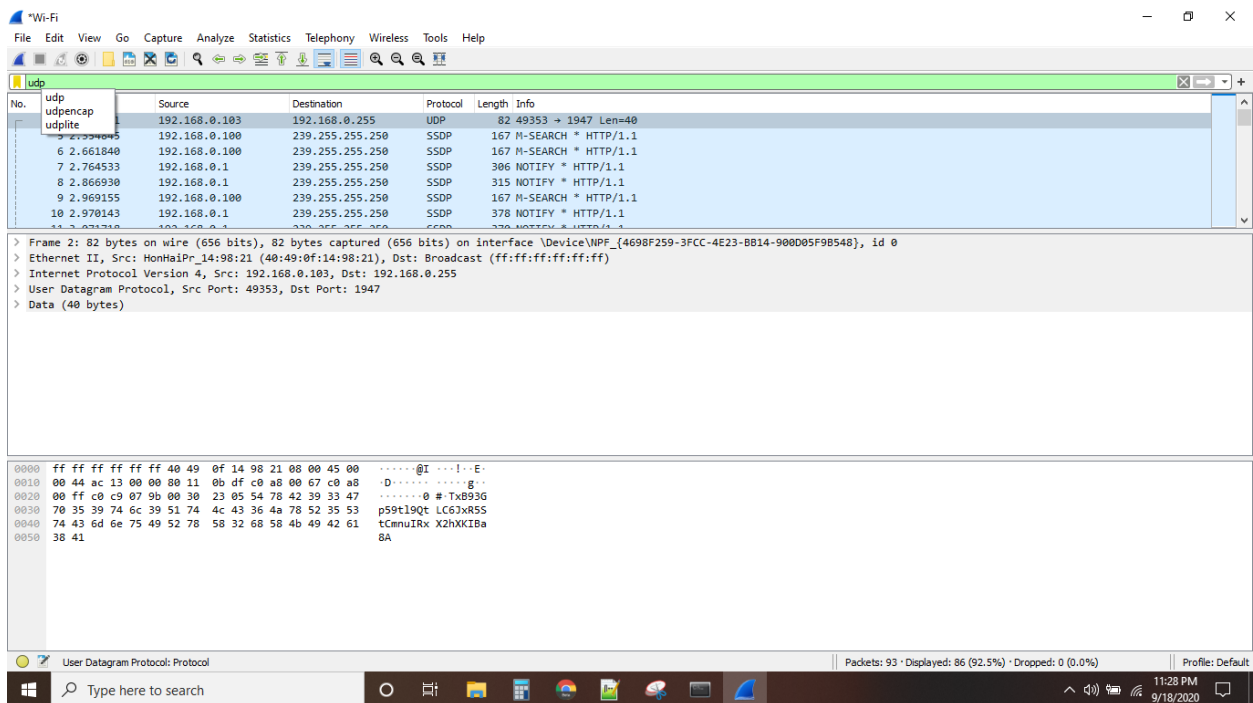 *Wi-Fi
File Edit View Go Capture Analyze Statistics Telephony Wireless Tools Help
udp
udp
udpencap
udplite
No. Source Destination Protocol Length Info
1 192.168.0.103 192.168.0.255 UDP 82 49353 → 1947 Len=40
5 2.554845 192.168.0.100 239.255.255.250 SSDP 167 M-SEARCH * HTTP/1.1
6 2.661840 192.168.0.100 239.255.255.250 SSDP 167 M-SEARCH * HTTP/1.1
7 2.764533 192.168.0.1 239.255.255.250 SSDP 306 NOTIFY * HTTP/1.1
8 2.866930 192.168.0.1 239.255.255.250 SSDP 315 NOTIFY * HTTP/1.1
9 2.969155 192.168.0.100 239.255.255.250 SSDP 167 M-SEARCH * HTTP/1.1
10 2.970143 192.168.0.1 239.255.255.250 SSDP 378 NOTIFY * HTTP/1.1
> Frame 2: 82 bytes on wire (656 bits), 82 bytes captured (656 bits) on interface \Device\NPF_{4698F259-3FCC-4E23-BB14-900D05F9B548}, id 0
> Ethernet II, Src: HonHaiPr_14:98:21 (40:49:0f:14:98:21), Dst: Broadcast (ff:ff:ff:ff:ff:ff)
> Internet Protocol Version 4, Src: 192.168.0.103, Dst: 192.168.0.255
> User Datagram Protocol, Src Port: 49353, Dst Port: 1947
> Data (40 bytes)
0000 ff ff ff ff ff ff 40 49 0f 14 98 21 08 00 45 00 ······@I ···!··E·
0010 00 44 ac 13 00 00 80 11 0b df c0 a8 00 67 c0 a8 ·D······ ·····g··
0020 00 ff c0 c9 07 9b 00 30 23 05 54 78 42 39 33 47 ·······0 #·TxB93G
0030 70 35 39 74 6c 39 51 74 4c 43 36 4a 78 52 35 53 p59tl9Qt LC6JxR5S
0040 74 43 6d 6e 75 49 52 78 58 32 68 58 4b 49 42 61 tCmnuIRx X2hXKIBa
0050 38 41 8A
User Datagram Protocol: Protocol Packets: 93 · Displayed: 86 (92.5%) · Dropped: 0 (0.0%) Profile: Default
Type here to search
11:28 PM
9/18/2020